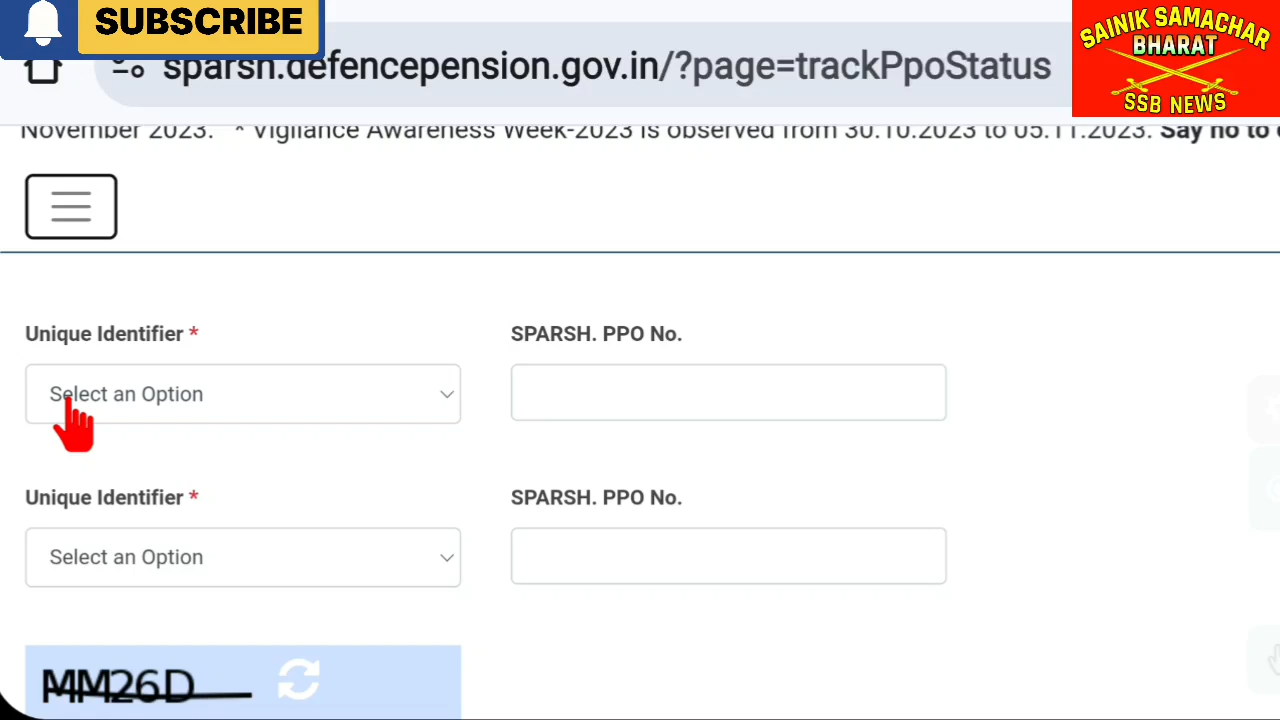 SUBSCRIBE
SAINIK SAMACHAR
BHARAT
SSB NEWS
sparsh.defencepension.gov.in/?page=trackPpoStatus
November 2023. * Vigilance Awareness Week-2023 is observed from 30.10.2023 to 05.11.2023. Say no to
Unique Identifier * SPARSH. PPO No.
Select an Option
Unique Identifier * SPARSH. PPO No.
Select an Option
MM26D